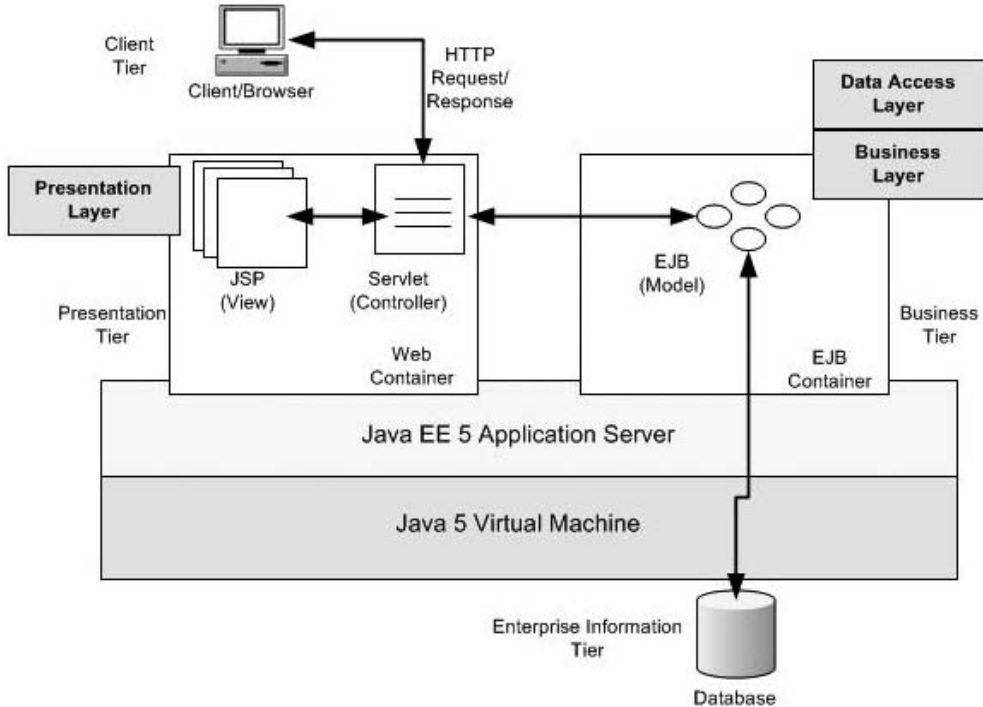 Client
Tier
Client/Browser
HTTP
Request/
Response
Data Access
Layer
Business
Layer
Presentation
Layer
JSP
(View)
Servlet
(Controller)
EJB
(Model)
Presentation
Tier
Business
Tier
Web
Container
EJB
Container
Java EE 5 Application Server
Java 5 Virtual Machine
Enterprise Information
Tier
Database